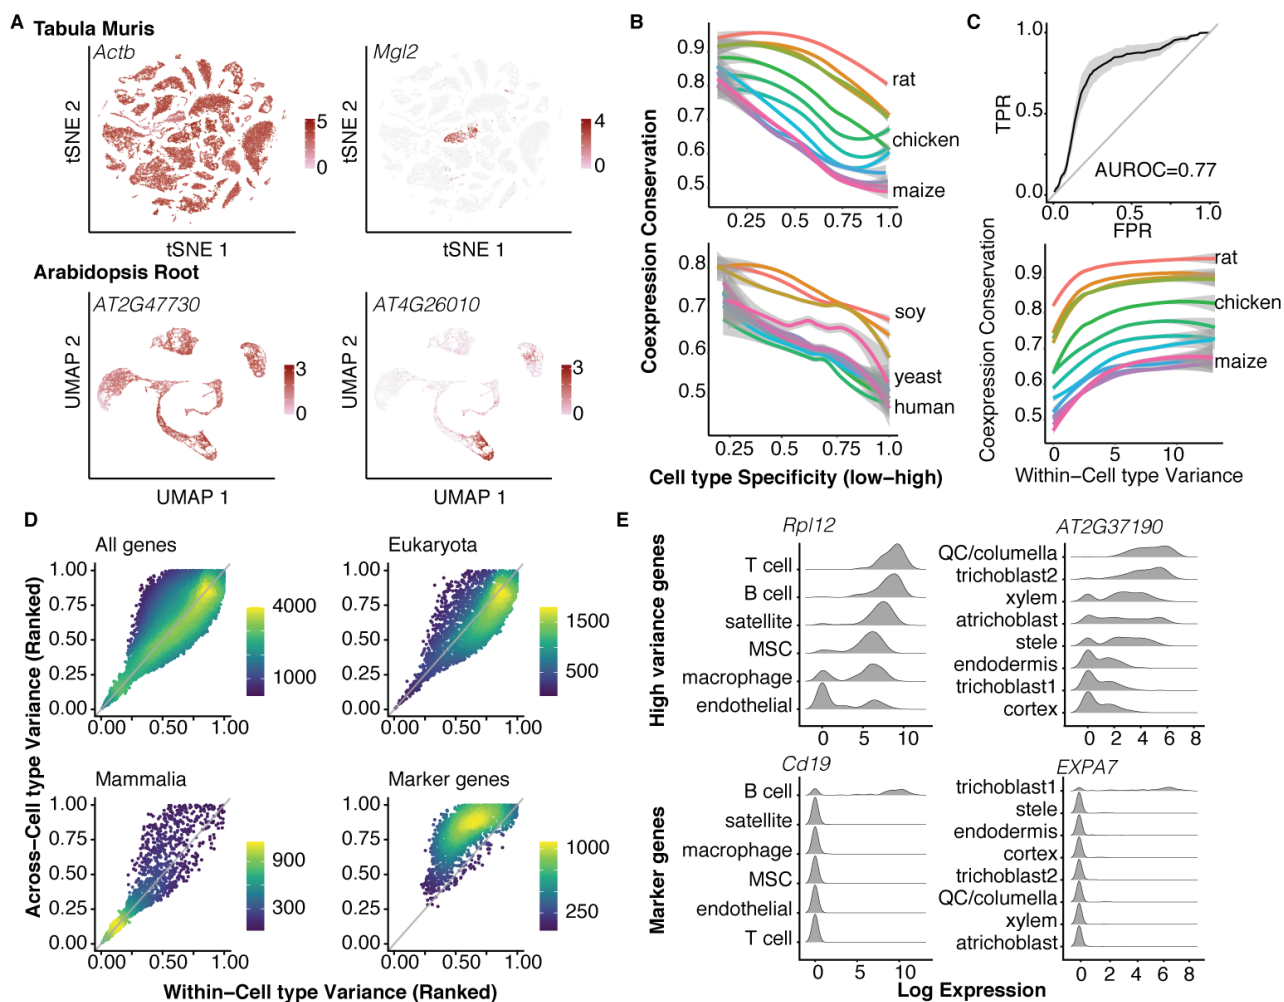 A
Tabula Muris
Actb
Mgl2
tSNE 2
tSNE 2
5
0
4
0
tSNE 1
tSNE 1
Arabidopsis Root
AT2G47730
AT4G26010
UMAP 2
UMAP 2
3
0
3
0
UMAP 1
UMAP 1
B
Coexpression Conservation
0.9
0.8
0.7
0.6
0.5
rat
chicken
maize
0.25
0.5
0.75
1.0
0.8
0.7
0.6
0.5
soy
yeast
human
0.25
0.5
0.75
1.0
Cell type Specificity (low–high)
C
TPR
1.0
0.5
0.0
AUROC=0.77
0.0
0.5
1.0
FPR
Coexpression Conservation
0.9
0.8
0.7
0.6
0.5
rat
chicken
maize
0
5
10
Within–Cell type Variance
D
Across–Cell type Variance (Ranked)
All genes
1.00
0.75
0.50
0.25
0.00
0.00
0.50
1.00
4000
1000
Eukaryota
1.00
0.75
0.50
0.25
0.00
0.00
0.50
1.00
1500
500
Mammalia
1.00
0.75
0.50
0.25
0.00
0.00
0.50
1.00
900
300
Marker genes
1.00
0.75
0.50
0.25
0.00
0.00
0.50
1.00
1000
250
Within–Cell type Variance (Ranked)
E
High variance genes
Rpl12
T cell
B cell
satellite
MSC
macrophage
endothelial
0
5
10
AT2G37190
QC/columella
trichoblast2
xylem
atrichoblast
stele
endodermis
trichoblast1
cortex
0
2
4
6
8
Marker genes
Cd19
B cell
satellite
macrophage
MSC
endothelial
T cell
0
5
10
EXPA7
trichoblast1
stele
endodermis
cortex
trichoblast2
QC/columella
xylem
atrichoblast
0
2
4
6
8
Log Expression